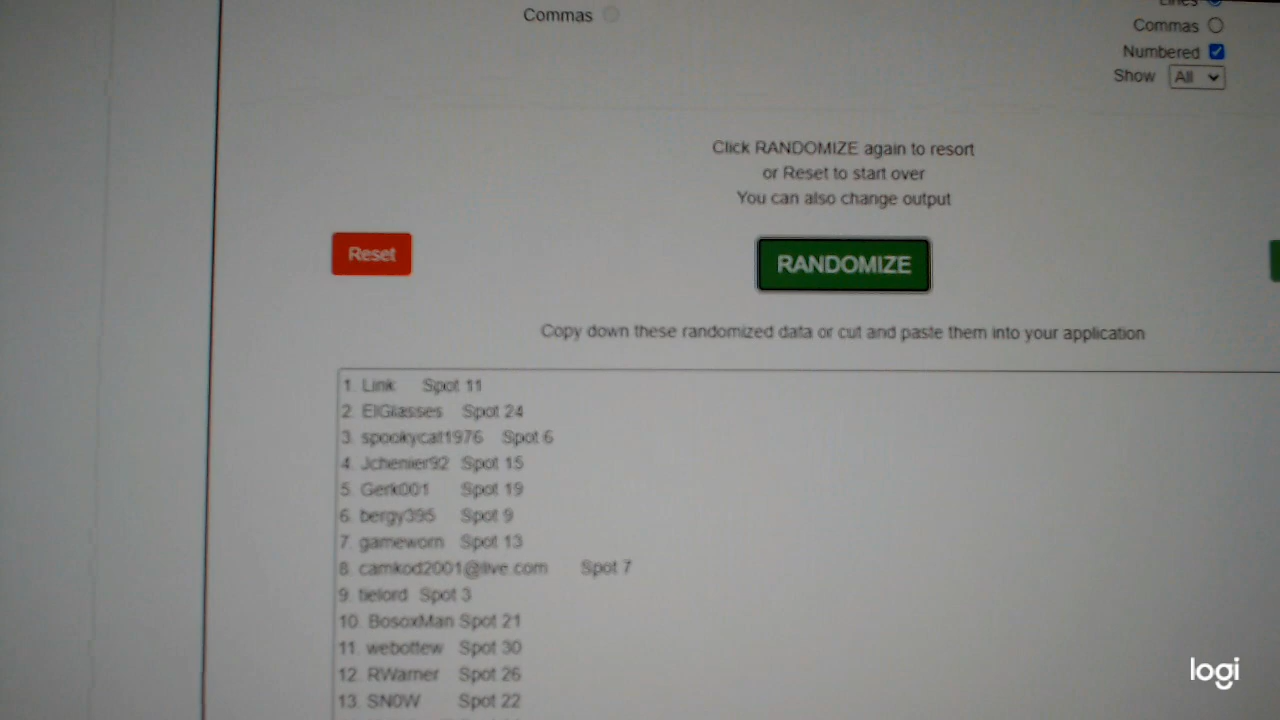 Lines
Commas
Commas
Numbered
Show All
Click RANDOMIZE again to resort
or Reset to start over
You can also change output
Reset
RANDOMIZE
Copy down these randomized data or cut and paste them into your application
1. Link Spot 11
2. ElGlasses Spot 24
3. spookycat1976 Spot 6
4. Jchenier92 Spot 15
5. Gerk001 Spot 19
6. bergy395 Spot 9
7. gameworn Spot 13
8. camkod2001@live.com Spot 7
9. tielord Spot 3
10. BosoxMan Spot 21
11. webottew Spot 30
12. RWarner Spot 26
13. SN0W Spot 22
logi